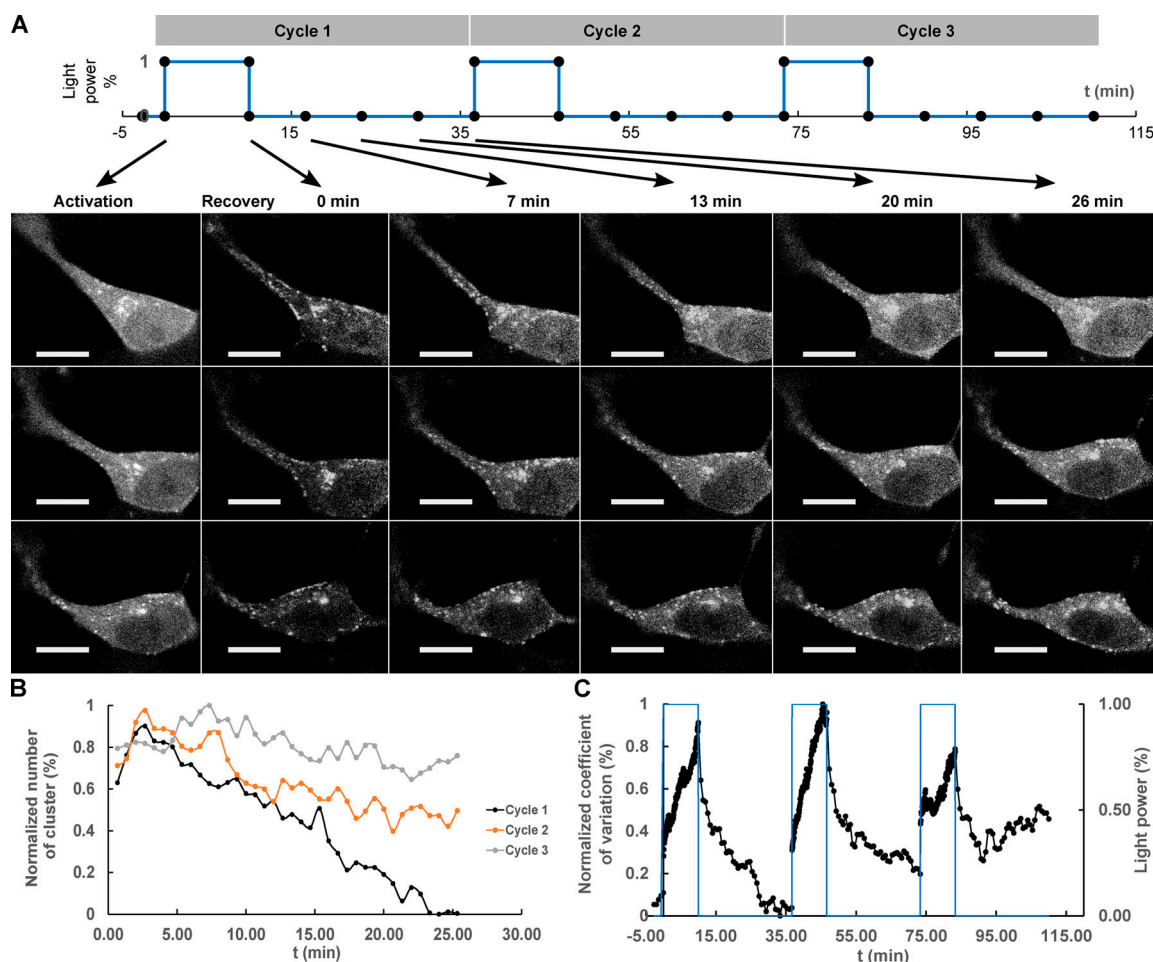 A
Cycle 1 Cycle 2 Cycle 3
Light power %
1
0
t (min)
-5 15 35 55 75 95 115
Activation Recovery 0 min 7 min 13 min 20 min 26 min
B
Normalized number of cluster (%)
1
0.8
0.6
0.4
0.2
0
0.00 5.00 10.00 15.00 20.00 25.00 30.00
t (min)
Cycle 1
Cycle 2
Cycle 3
C
Normalized coefficient of variation (%)
1
0.8
0.6
0.4
0.2
0
-5.00 15.00 35.00 55.00 75.00 95.00 115.00
t (min)
1.00
0.50
0.00
Light power (%)